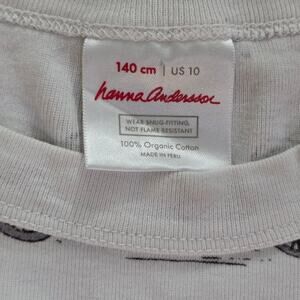 140 cm | US 10
hanna andersson
WEAR SNUG-FITTING,
NOT FLAME RESISTANT
100% Organic Cotton
MADE IN PERU